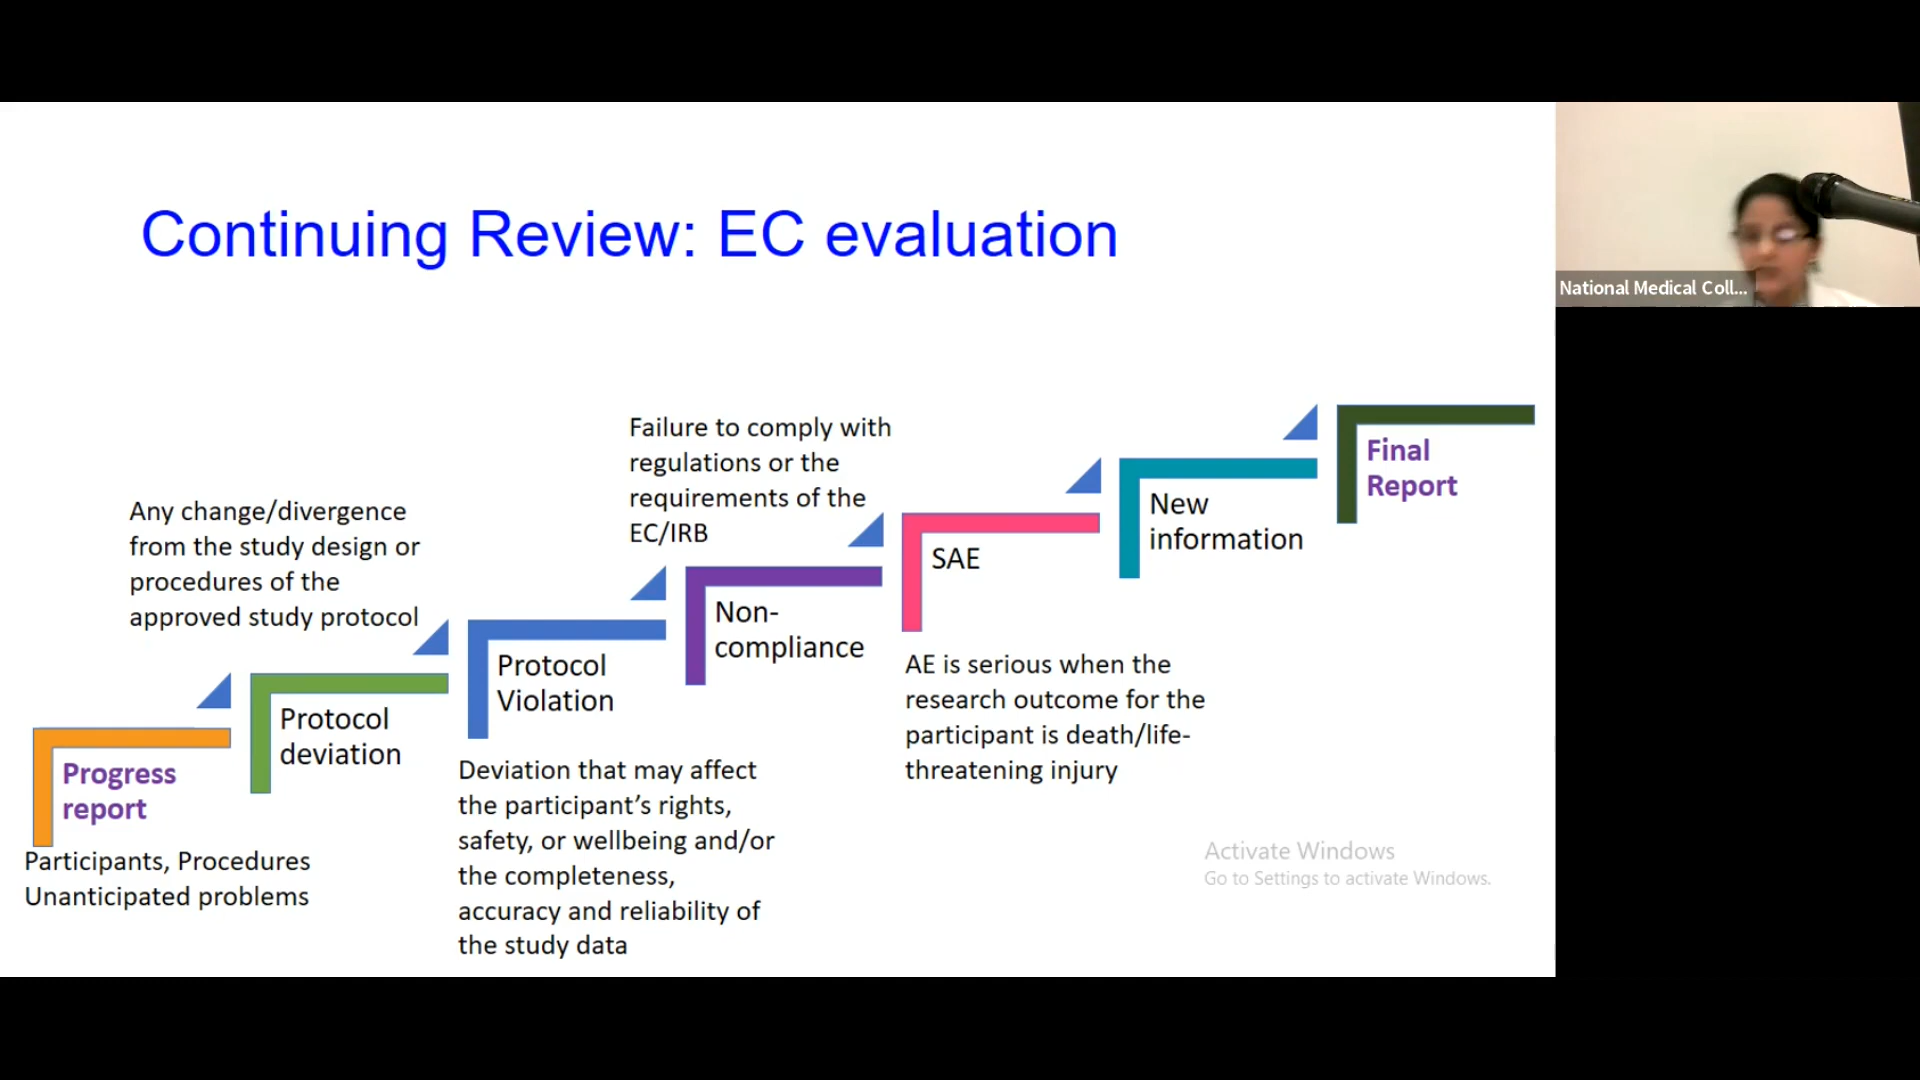 Continuing Review: EC evaluation
National Medical Coll...
Progress
report
Participants, Procedures
Unanticipated problems
Any change/divergence
from the study design or
procedures of the
approved study protocol
Protocol
deviation
Protocol
Violation
Deviation that may affect
the participant’s rights,
safety, or wellbeing and/or
the completeness,
accuracy and reliability of
the study data
Failure to comply with
regulations or the
requirements of the
EC/IRB
Non-
compliance
SAE
AE is serious when the
research outcome for the
participant is death/life-
threatening injury
New
information
Final
Report
Activate Windows
Go to Settings to activate Windows.